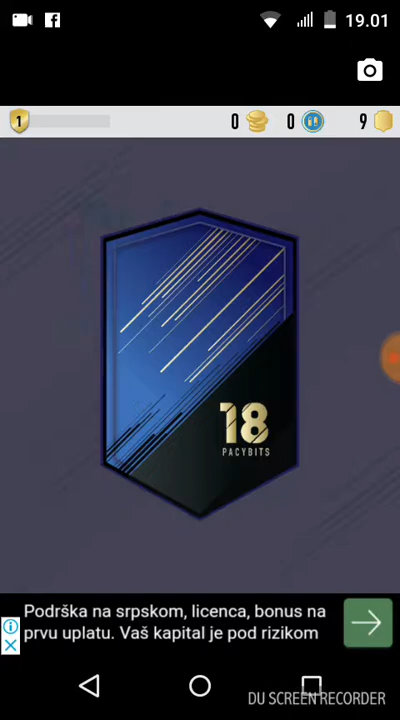 19.01
1
0
0
9
18
PACYBITS
Podrška na srpskom, licenca, bonus na
prvu uplatu. Vaš kapital je pod rizikom
DU SCREEN RECORDER